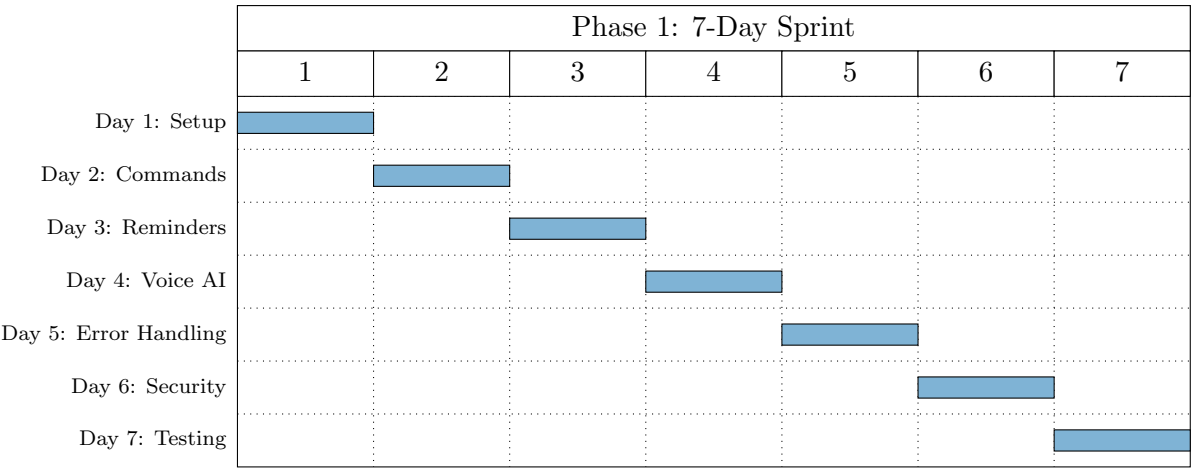 Phase 1: 7-Day Sprint
1 2 3 4 5 6 7
Day 1: Setup
Day 2: Commands
Day 3: Reminders
Day 4: Voice AI
Day 5: Error Handling
Day 6: Security
Day 7: Testing